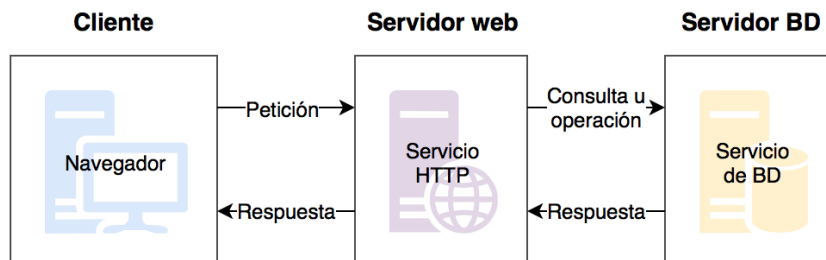 Cliente
Servidor web
Servidor BD
Navegador
Petición
Servicio
HTTP
Consulta u
operación
Servicio
de BD
Respuesta
Respuesta